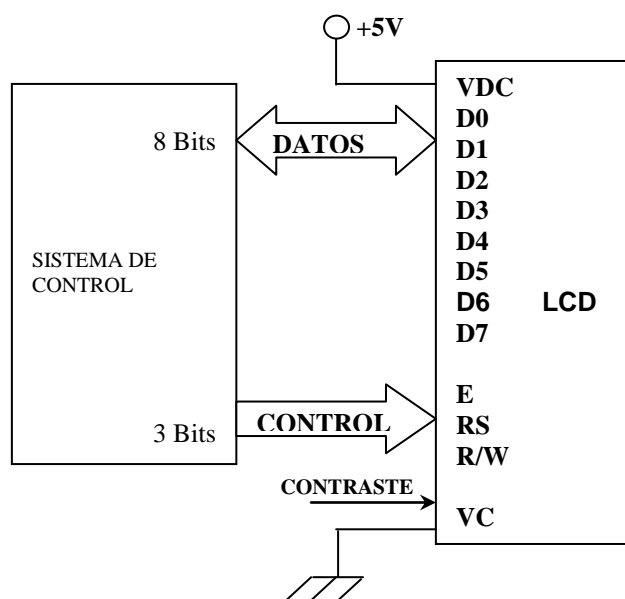 +5V
VDC
D0
8 Bits
DATOS
D1
D2
D3
D4
SISTEMA DE
CONTROL
D5
D6
LCD
D7
E
CONTROL
RS
3 Bits
R/W
CONTRASTE
VC